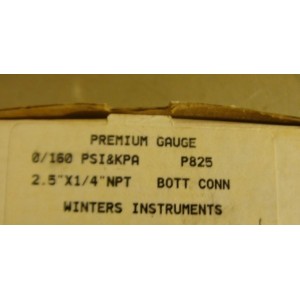 PREMIUM GAUGE
0/160 PSI&KPA P825
2.5"X1/4"NPT BOTT CONN
WINTERS INSTRUMENTS